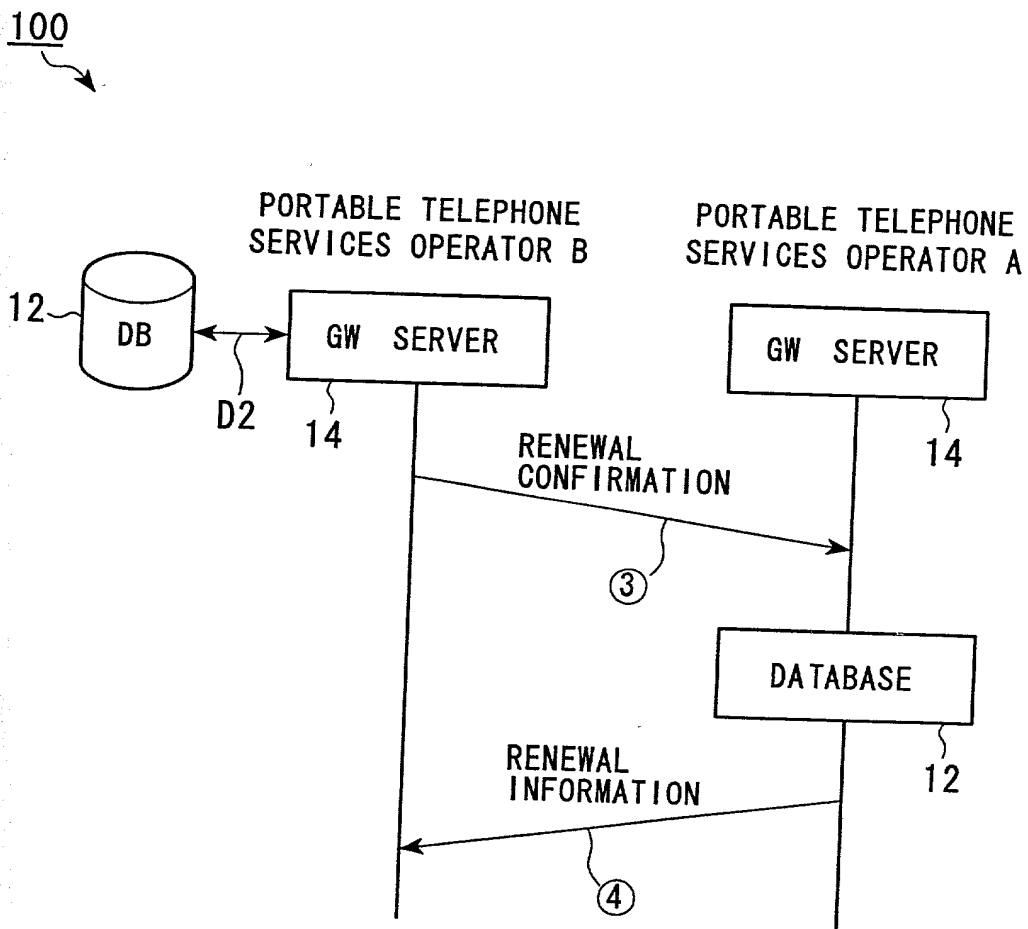 100
PORTABLE TELEPHONE
SERVICES OPERATOR B
PORTABLE TELEPHONE
SERVICES OPERATOR A
12
DB
D2
GW SERVER
14
GW SERVER
14
RENEWAL
CONFIRMATION
③
DATABASE
12
RENEWAL
INFORMATION
④